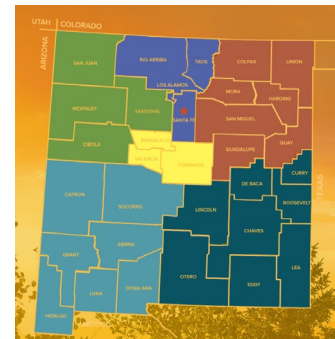 UTAH | COLORADO
ARIZONA
SAN JUAN
RIO ARRIBA
TAOS
COLFAX
UNION
LOS ALAMOS
MORA
HARDING
MCKINLEY
SANDOVAL
SANTA FE
SAN MIGUEL
BERNALILLO
CIBOLA
VALENCIA
TORRANCE
GUADALUPE
QUAY
CURRY
DE BACA
TEXAS
CATRON
SOCORRO
LINCOLN
ROOSEVELT
CHAVES
SIERRA
GRANT
OTERO
LEA
EDDY
LUNA
DONA ANA
HIDALGO